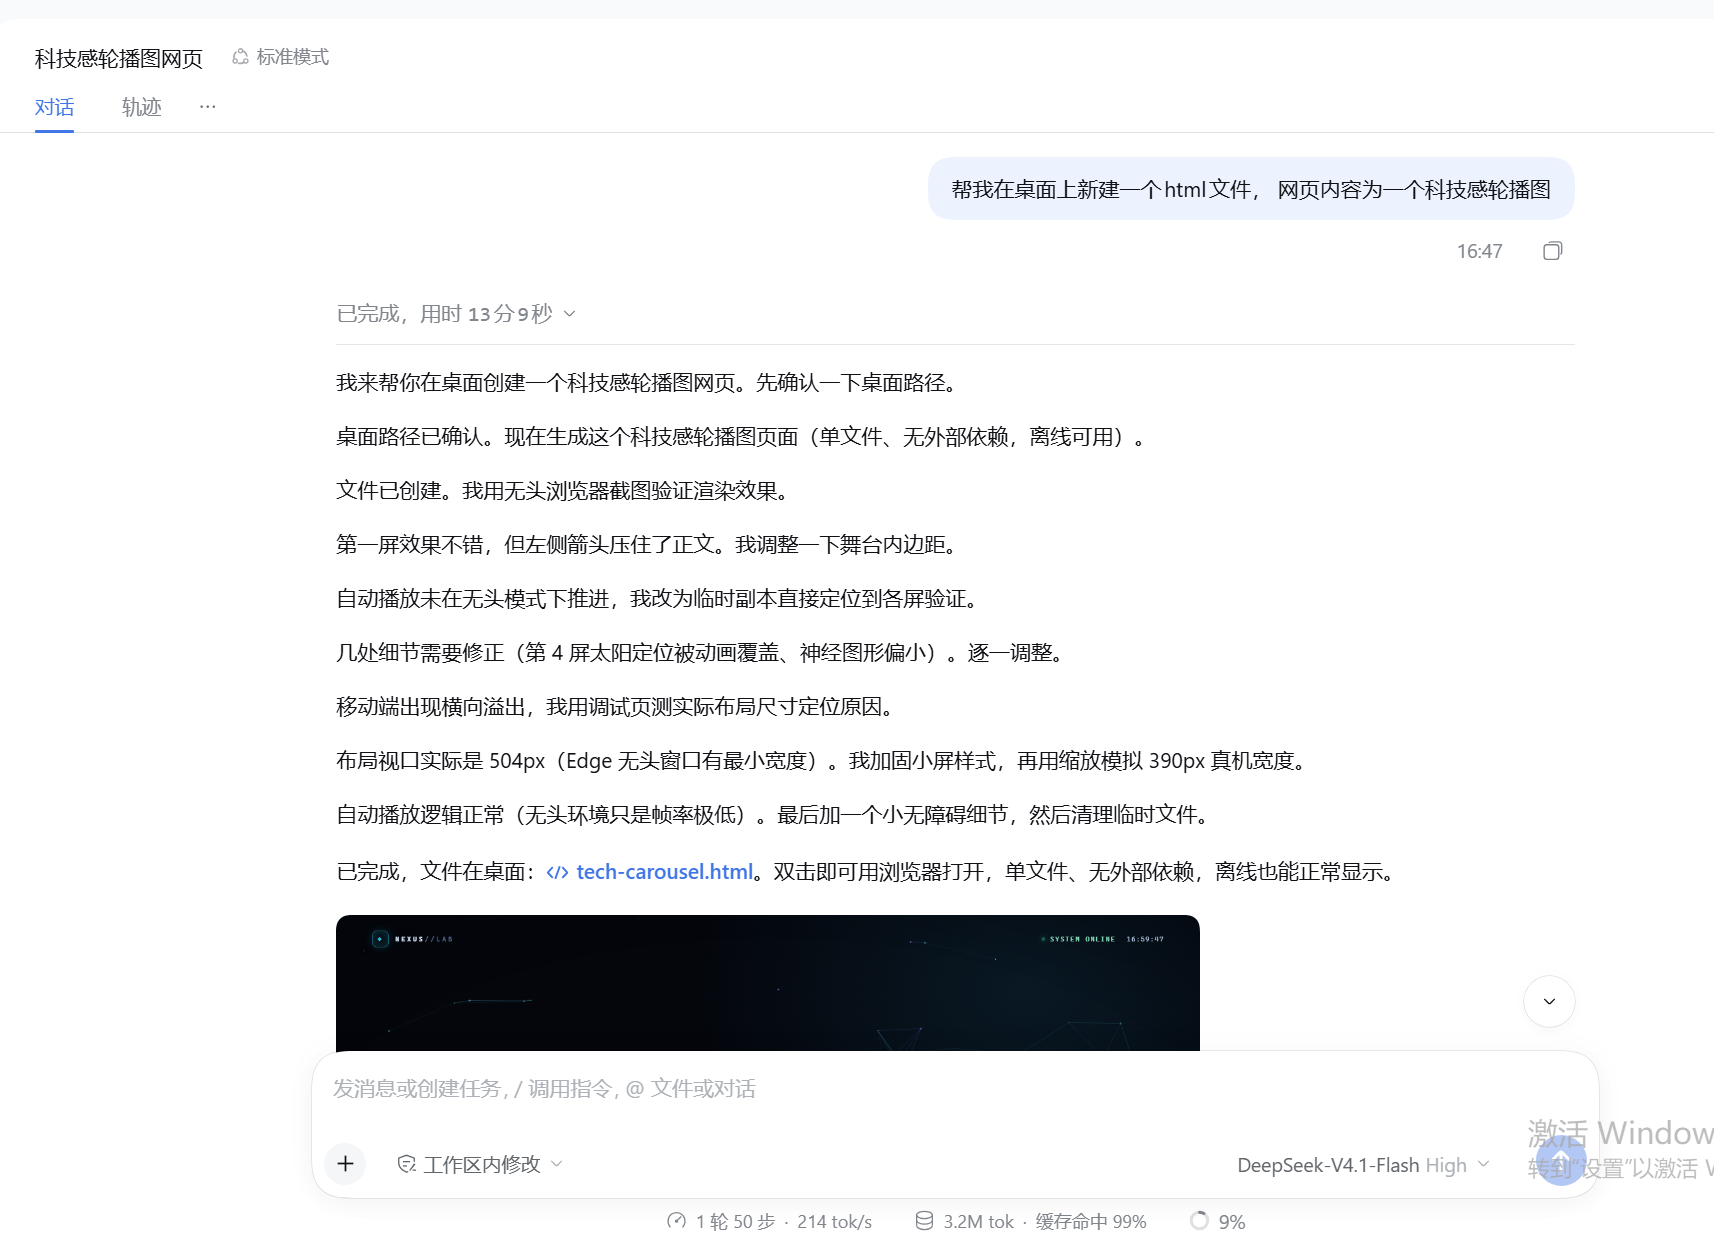 科技感轮播图网页 标准模式
对话 轨迹 ···
帮我在桌面上新建一个html文件， 网页内容为一个科技感轮播图
16:47
已完成，用时 13分9秒
我来帮你在桌面创建一个科技感轮播图网页。先确认一下桌面路径。
桌面路径已确认。现在生成这个科技感轮播图页面（单文件、无外部依赖，离线可用）。
文件已创建。我用无头浏览器截图验证渲染效果。
第一屏效果不错，但左侧箭头压住了正文。我调整一下舞台内边距。
自动播放未在无头模式下推进，我改为临时副本直接定位到各屏验证。
几处细节需要修正（第 4 屏太阳定位被动画覆盖、神经图形偏小）。逐一调整。
移动端出现横向溢出，我用调试页测实际布局尺寸定位原因。
布局视口实际是 504px（Edge 无头窗口有最小宽度）。我加固小屏样式，再用缩放模拟 390px 真机宽度。
自动播放逻辑正常（无头环境只是帧率极低）。最后加一个小无障碍细节，然后清理临时文件。
已完成，文件在桌面：</> tech-carousel.html。双击即可用浏览器打开，单文件、无外部依赖，离线也能正常显示。
NEXUS//LAB SYSTEM ONLINE 16:59:47
发消息或创建任务, / 调用指令, @ 文件或对话
工作区内修改 DeepSeek-V4.1-Flash High
激活 Window
转到"设置"以激活 W
1 轮 50 步 · 214 tok/s 3.2M tok · 缓存命中 99% 9%